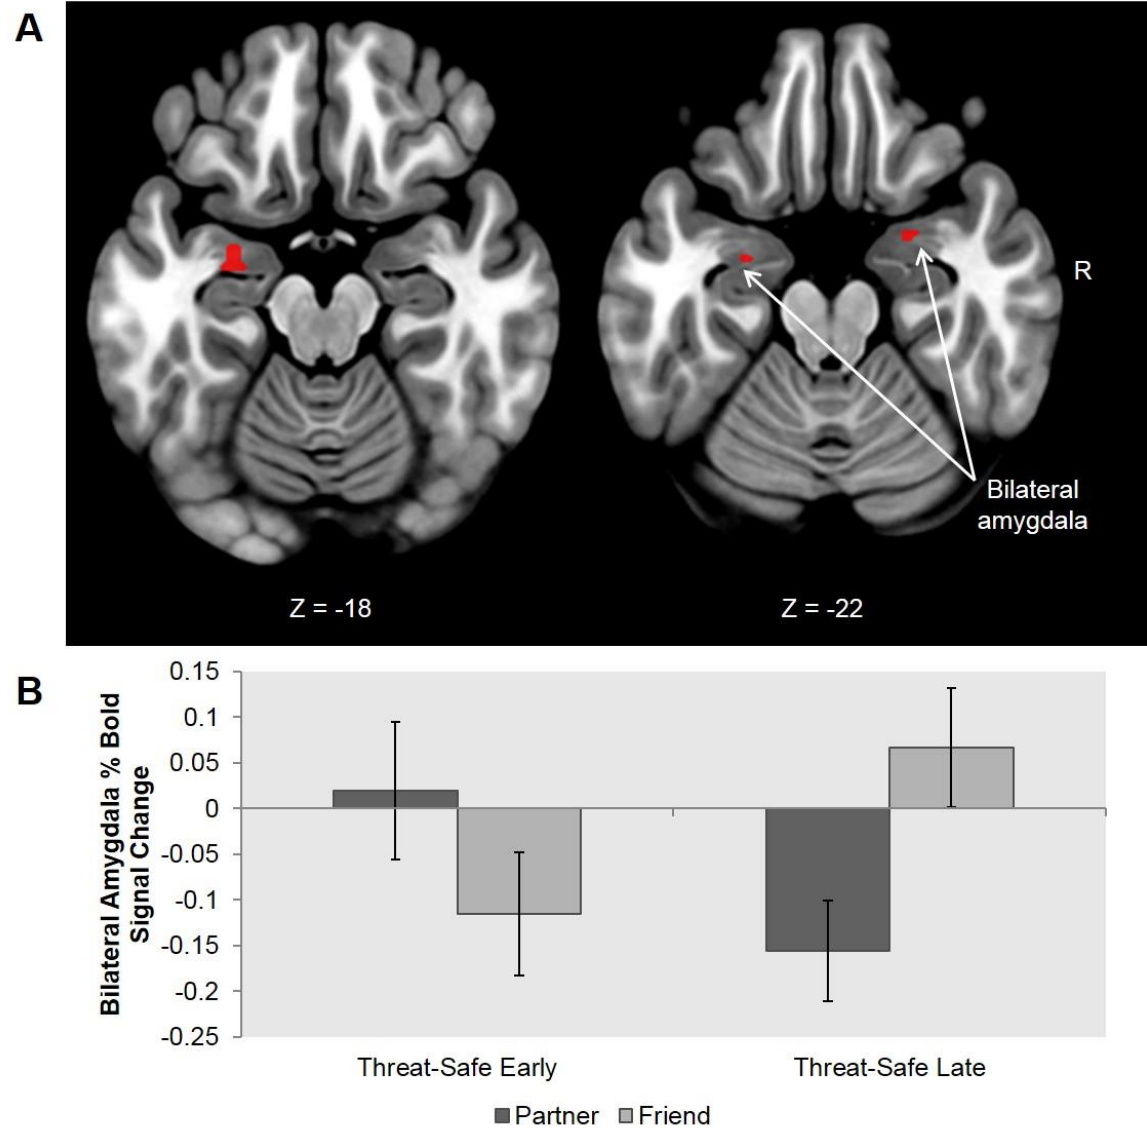 A
R
Bilateral
amygdala
Z = -18
Z = -22
B
Bilateral Amygdala % Bold
Signal Change
0.15
0.1
0.05
0
-0.05
-0.1
-0.15
-0.2
-0.25
Threat-Safe Early
Threat-Safe Late
Partner
Friend